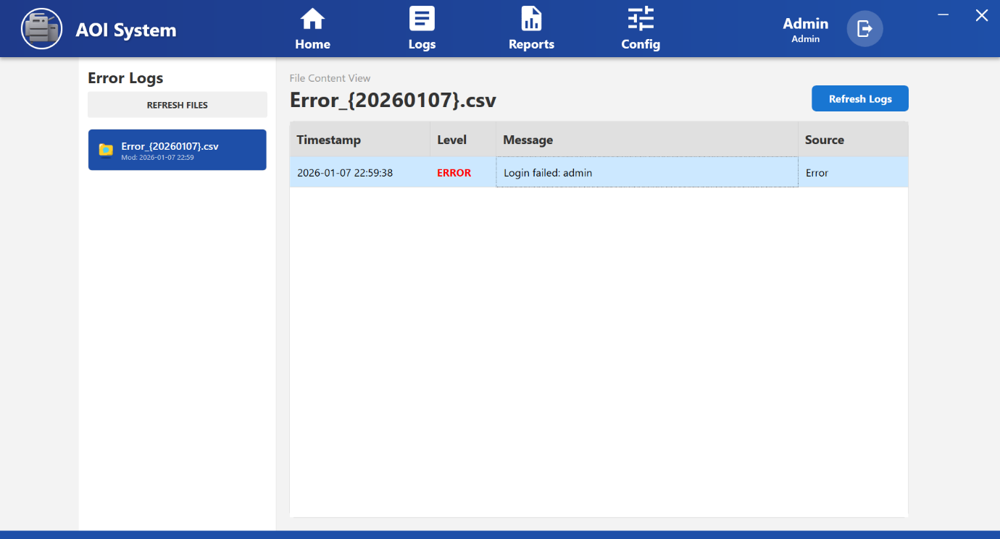 AOI System
Home
Logs
Reports
Config
Admin
Admin
Error Logs
REFRESH FILES
Error_{20260107}.csv
Mod: 2026-01-07 22:59
File Content View
Error_{20260107}.csv
Refresh Logs
Timestamp Level Message Source
2026-01-07 22:59:38 ERROR Login failed: admin Error